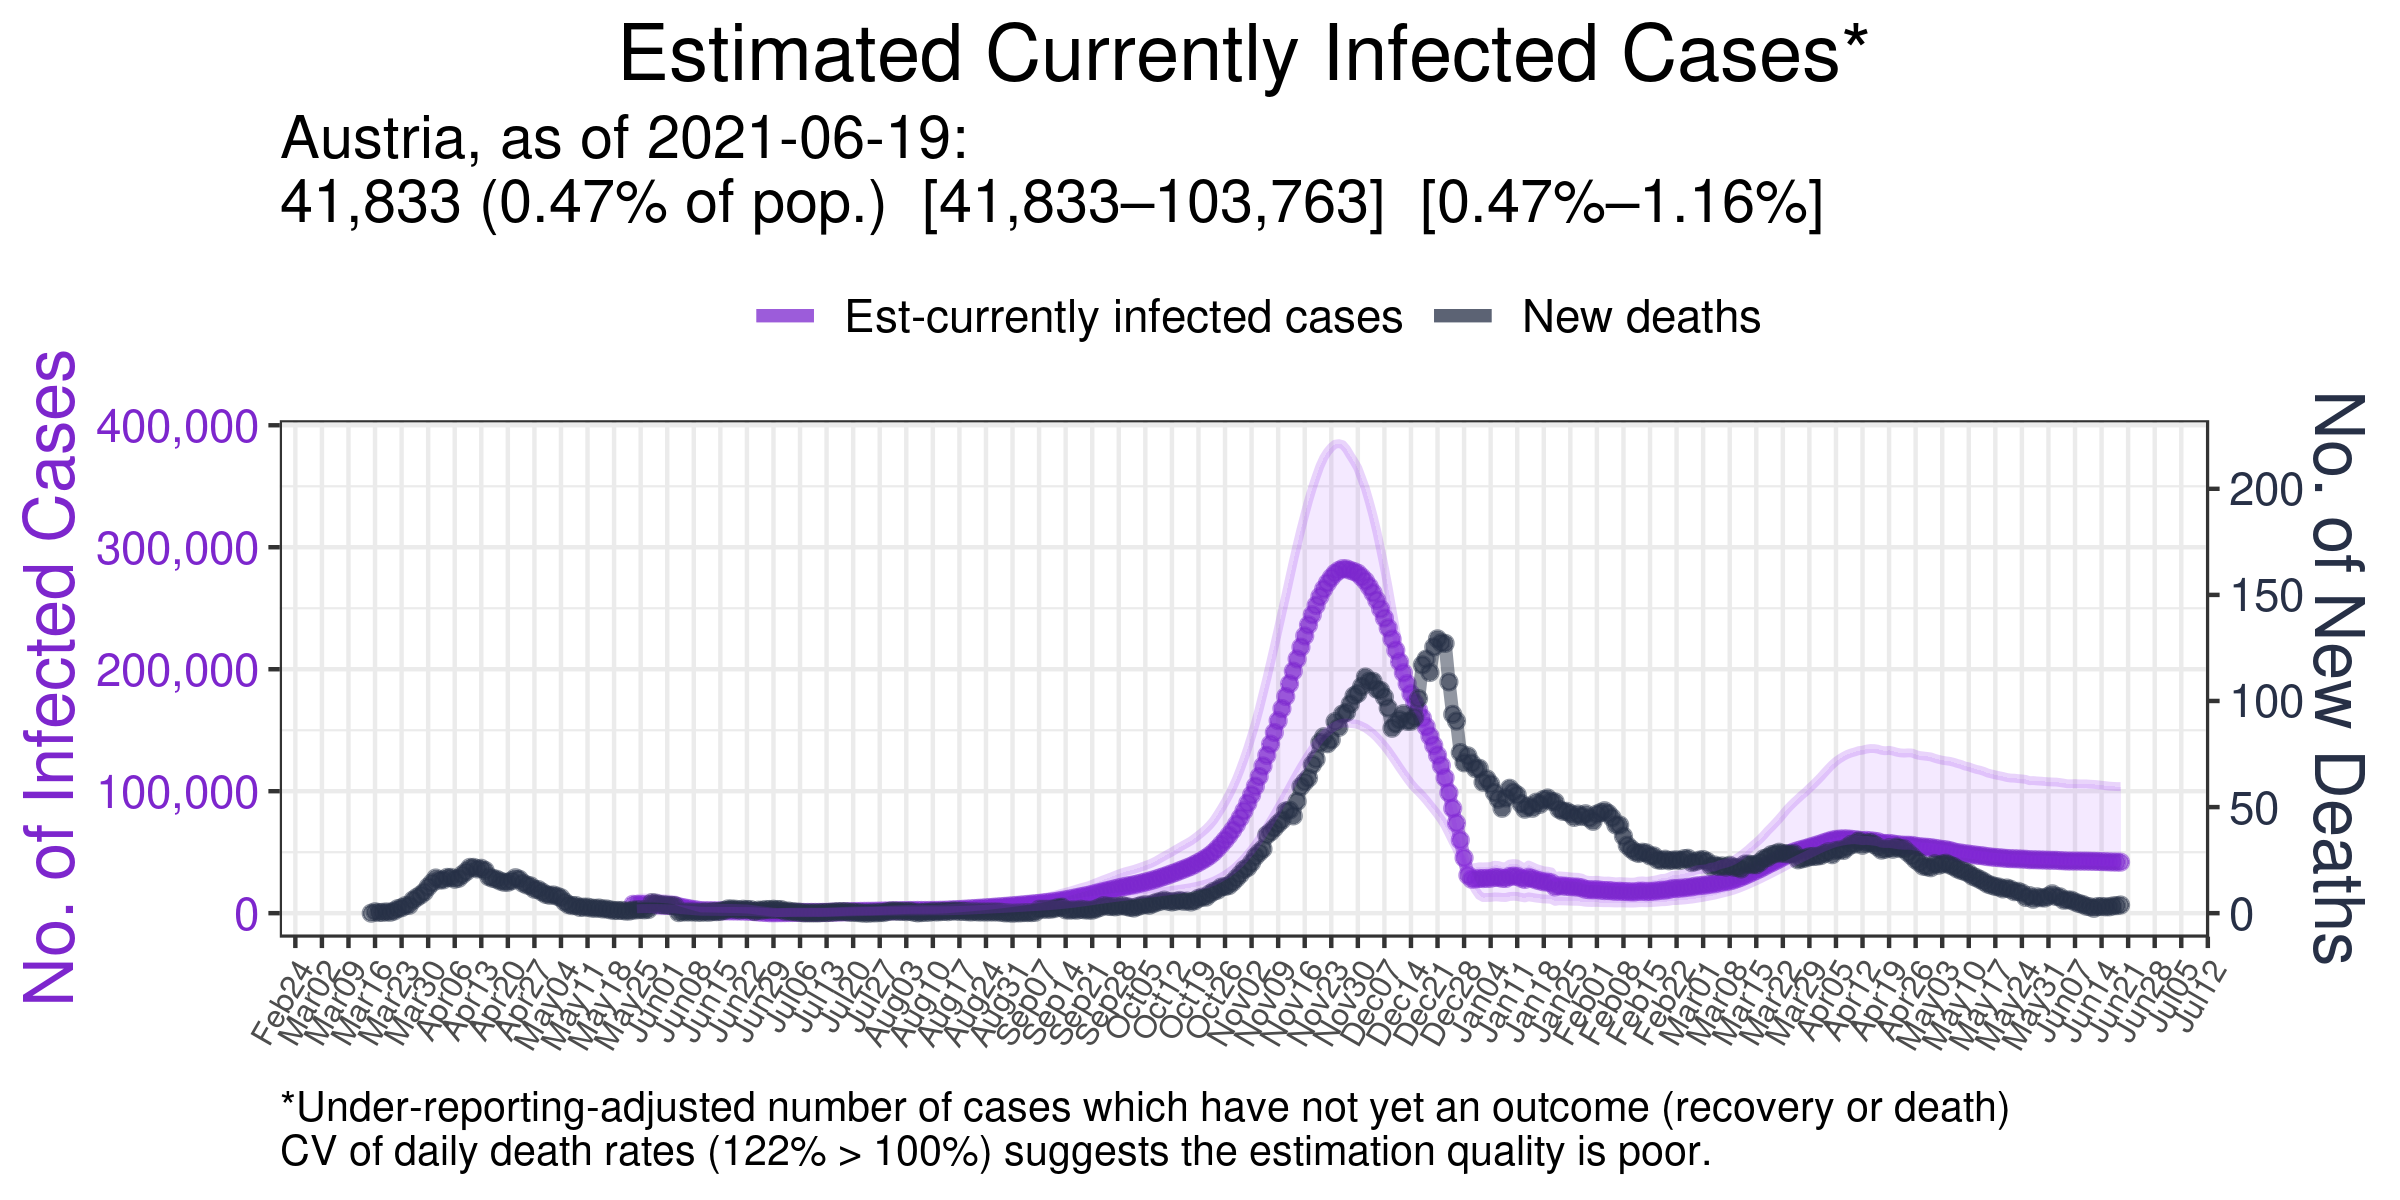 Estimated Currently Infected Cases*
Austria, as of 2021-06-19:
41,833 (0.47% of pop.) [41,833–103,763] [0.47%–1.16%]
Est-currently infected cases New deaths
No. of Infected Cases
400,000
300,000
200,000
100,000
0
200
150
100
50
0
No. of New Deaths
Feb24 Mar02 Mar09 Mar16 Mar23 Mar30 Apr06 Apr13 Apr20 Apr27 May04 May11 May18 May25 Jun01 Jun08 Jun15 Jun22 Jun29 Jul06 Jul13 Jul20 Jul27 Aug03 Aug10 Aug17 Aug24 Aug31 Sep07 Sep14 Sep21 Sep28 Oct05 Oct12 Oct19 Oct26 Nov02 Nov09 Nov16 Nov23 Nov30 Dec07 Dec14 Dec21 Dec28 Jan04 Jan11 Jan18 Jan25 Feb01 Feb08 Feb15 Feb22 Mar01 Mar08 Mar15 Mar22 Mar29 Apr05 Apr12 Apr19 Apr26 May03 May10 May17 May24 May31 Jun07 Jun14 Jun21 Jun28 Jul05 Jul12
*Under-reporting-adjusted number of cases which have not yet an outcome (recovery or death)
CV of daily death rates (122% > 100%) suggests the estimation quality is poor.